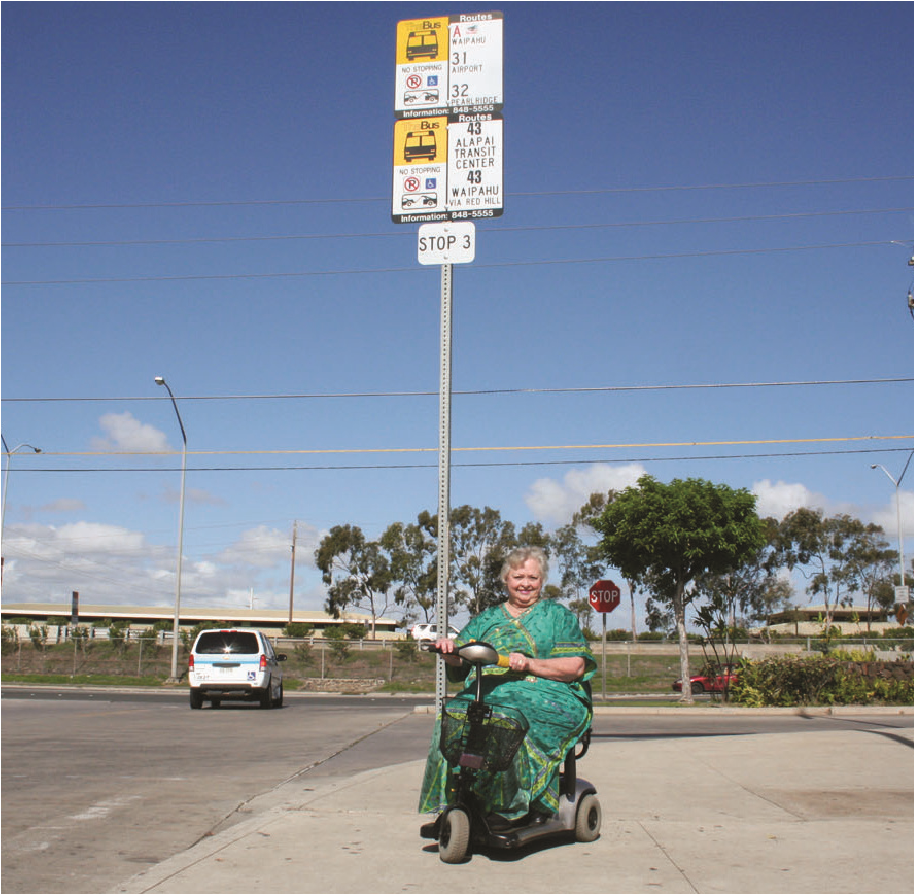 TheBus
NO STOPPING
Routes
A
WAIPAHU
31
AIRPORT
32
PEARLRIDGE
Information: 848-5555
TheBus
NO STOPPING
Routes
43
ALAPAI
TRANSIT
CENTER
43
WAIPAHU
VIA RED HILL
Information: 848-5555
STOP 3
STOP